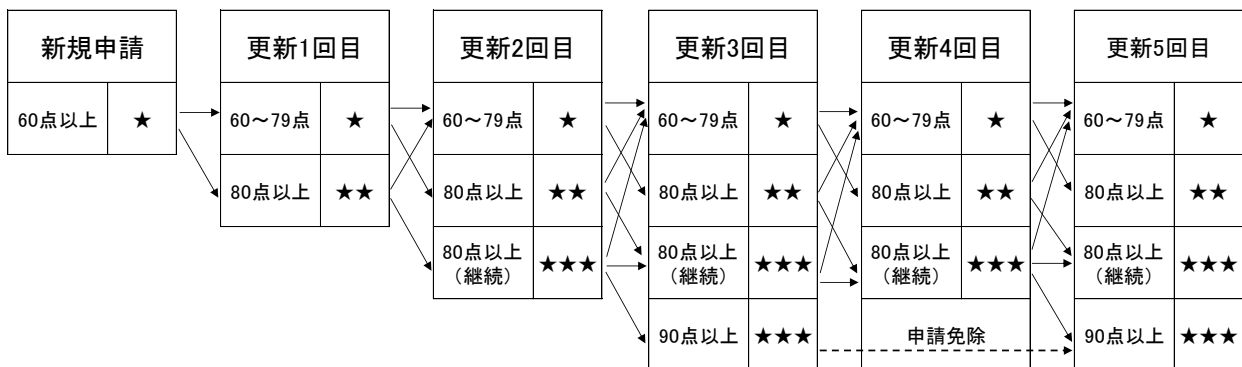 新規申請
60点以上 ★
更新1回目
60～79点 ★
80点以上 ★★
更新2回目
60～79点 ★
80点以上 ★★
80点以上
(継続) ★★★
更新3回目
60～79点 ★
80点以上 ★★
80点以上
(継続) ★★★
90点以上 ★★★
更新4回目
60～79点 ★
80点以上 ★★
80点以上
(継続) ★★★
申請免除
更新5回目
60～79点 ★
80点以上 ★★
80点以上
(継続) ★★★
90点以上 ★★★